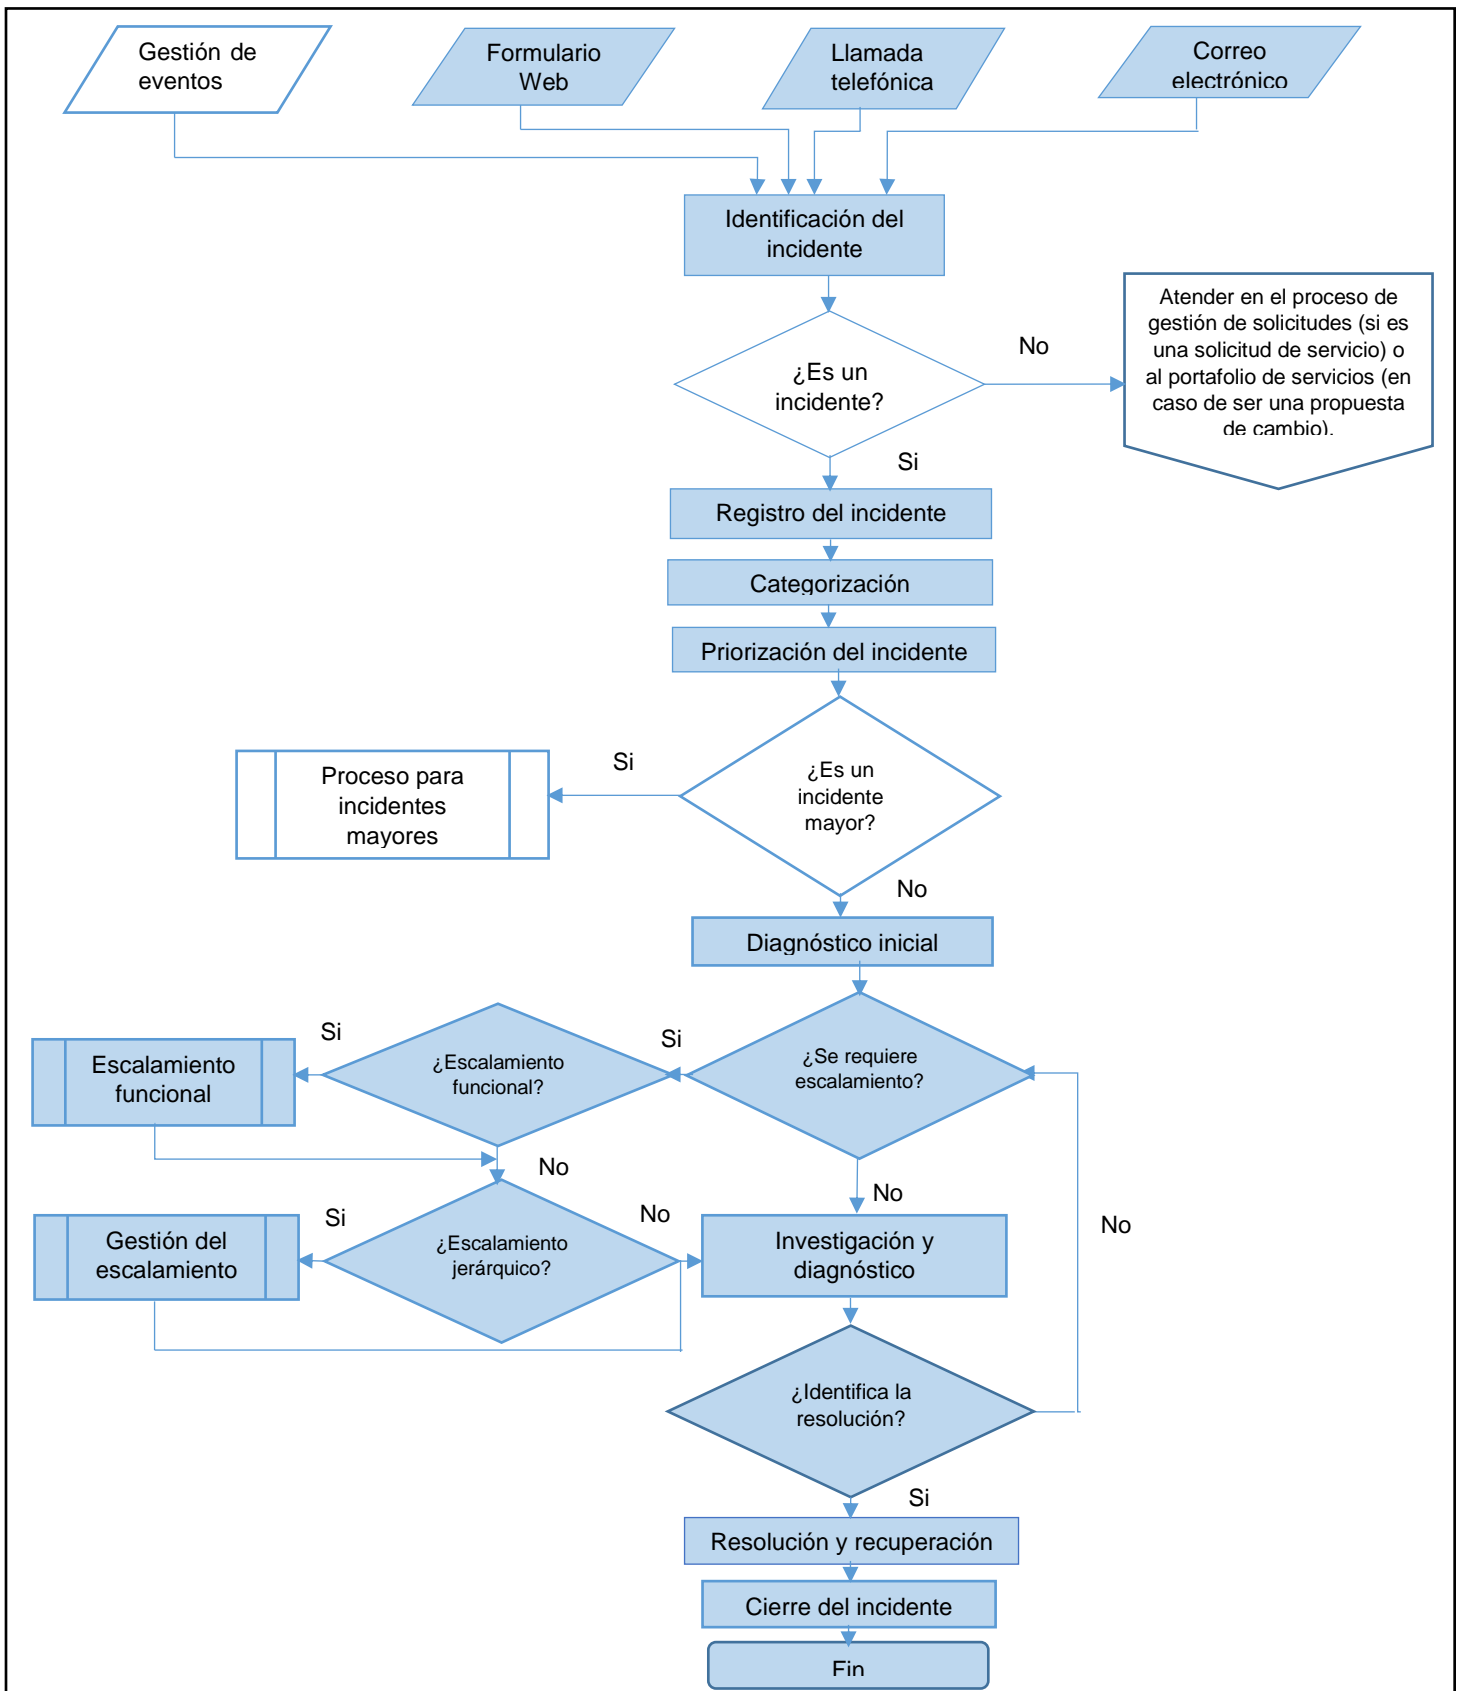 Gestión de
eventos
Formulario
Web
Llamada
telefónica
Correo
electrónico
Identificación del
incidente
¿Es un
incidente?
No
Atender en el proceso de
gestión de solicitudes (si es
una solicitud de servicio) o
al portafolio de servicios (en
caso de ser una propuesta
de cambio).
Si
Registro del incidente
Categorización
Priorización del incidente
¿Es un
incidente
mayor?
Si
Proceso para
incidentes
mayores
No
Diagnóstico inicial
¿Se requiere
escalamiento?
Si
¿Escalamiento
funcional?
Si
Escalamiento
funcional
No
No
¿Escalamiento
jerárquico?
Si
Gestión del
escalamiento
No
Investigación y
diagnóstico
No
¿Identifica la
resolución?
Si
Resolución y recuperación
Cierre del incidente
Fin